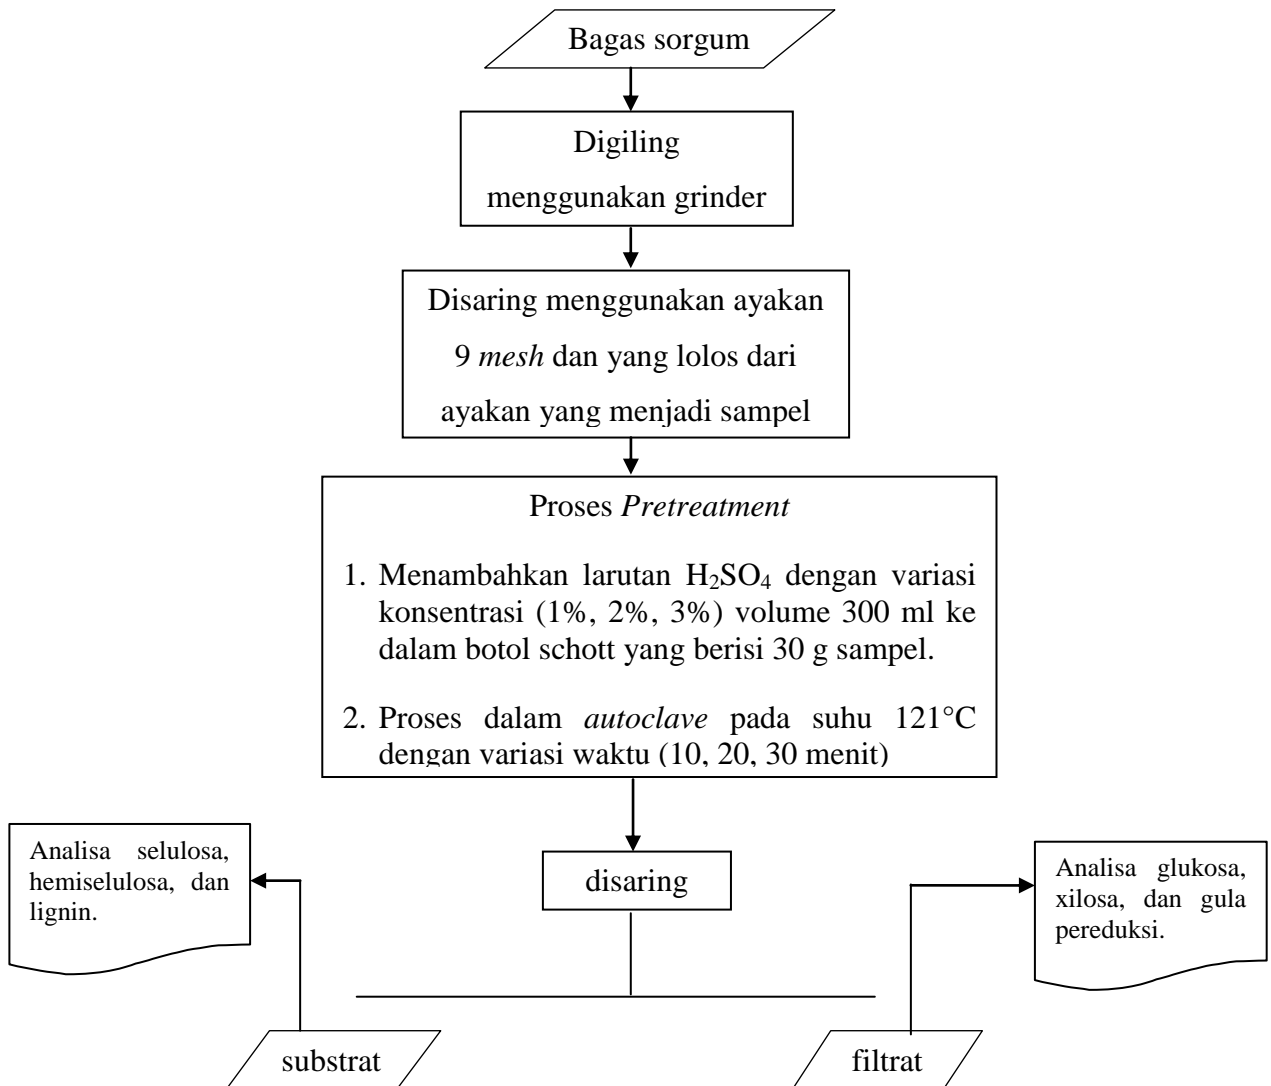 Bagas sorgum
Digiling
menggunakan grinder
Disaring menggunakan ayakan
9 mesh dan yang lolos dari
ayakan yang menjadi sampel
Proses Pretreatment
1. Menambahkan larutan H₂SO₄ dengan variasi
konsentrasi (1%, 2%, 3%) volume 300 ml ke
dalam botol schott yang berisi 30 g sampel.
2. Proses dalam autoclave pada suhu 121°C
dengan variasi waktu (10, 20, 30 menit)
disaring
Analisa selulosa,
hemiselulosa, dan
lignin.
Analisa glukosa,
xilosa, dan gula
pereduksi.
substrat
filtrat